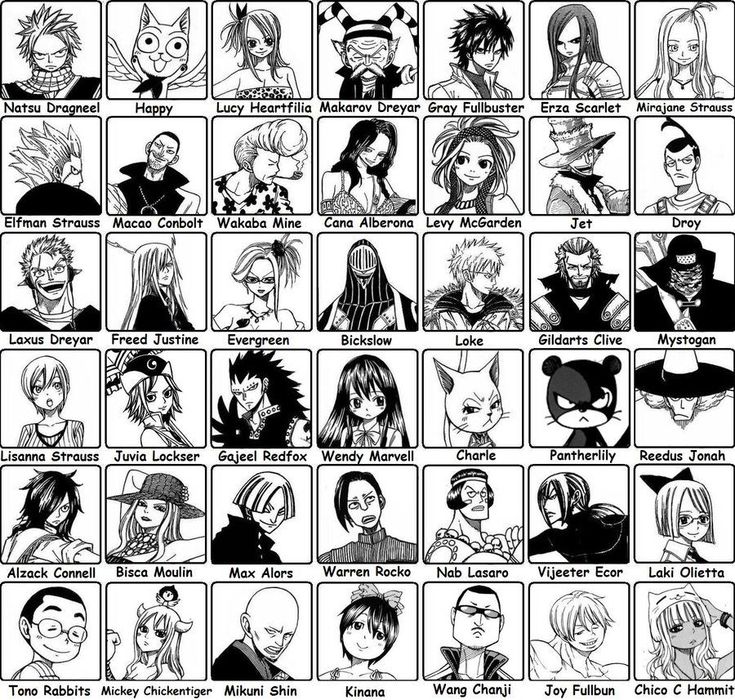 Natsu Dragneel Happy Lucy Heartfilia Makarov Dreyar Gray Fullbuster Erza Scarlet Mirajane Strauss
Elfman Strauss Macao Conbolt Wakaba Mine Cana Alberona Levy McGarden Jet Droy
Laxus Dreyar Freed Justine Evergreen Bickslow Loke Gildarts Clive Mystogan
Lisanna Strauss Juvia Lockser Gajeel Redfox Wendy Marvell Charle Pantherlily Reedus Jonah
Alzack Connell Bisca Moulin Max Alors Warren Rocko Nab Lasaro Vijeeter Ecor Laki Olietta
Tono Rabbits Mickey Chickentiger Mikuni Shin Kinana Wang Chanji Joy Fullbun Chico C Hammit